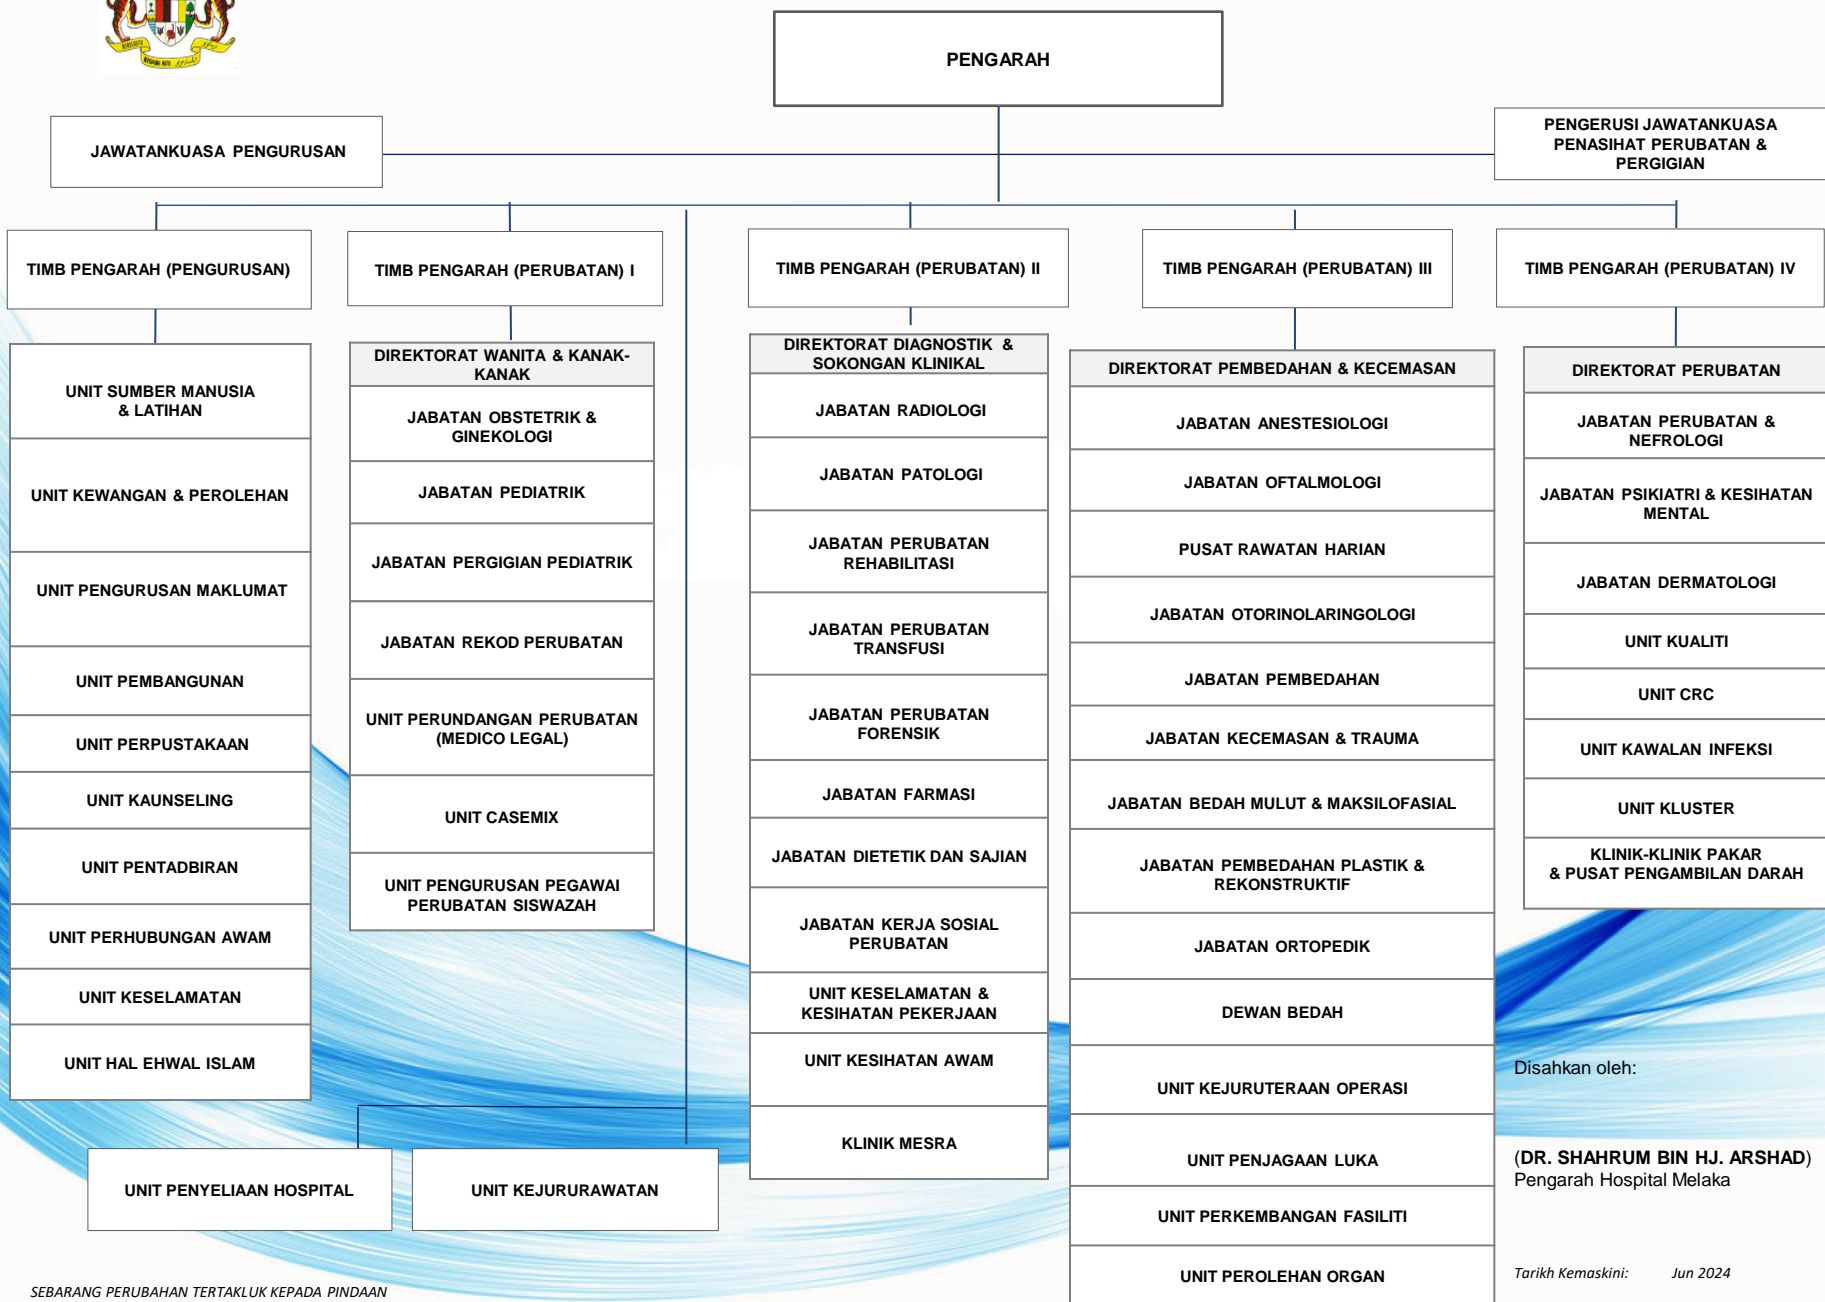 PENGARAH
JAWATANKUASA PENGURUSAN
PENGERUSI JAWATANKUASA
PENASIHAT PERUBATAN &
PERGIGIAN
TIMB PENGARAH (PENGURUSAN)
TIMB PENGARAH (PERUBATAN) I
TIMB PENGARAH (PERUBATAN) II
TIMB PENGARAH (PERUBATAN) III
TIMB PENGARAH (PERUBATAN) IV
UNIT SUMBER MANUSIA
& LATIHAN
UNIT KEWANGAN & PEROLEHAN
UNIT PENGURUSAN MAKLUMAT
UNIT PEMBANGUNAN
UNIT PERPUSTAKAAN
UNIT KAUNSELING
UNIT PENTADBIRAN
UNIT PERHUBUNGAN AWAM
UNIT KESELAMATAN
UNIT HAL EHWAL ISLAM
DIREKTORAT WANITA & KANAK-
KANAK
JABATAN OBSTETRIK &
GINEKOLOGI
JABATAN PEDIATRIK
JABATAN PERGIGIAN PEDIATRIK
JABATAN REKOD PERUBATAN
UNIT PERUNDANGAN PERUBATAN
(MEDICO LEGAL)
UNIT CASEMIX
UNIT PENGURUSAN PEGAWAI
PERUBATAN SISWAZAH
DIREKTORAT DIAGNOSTIK &
SOKONGAN KLINIKAL
JABATAN RADIOLOGI
JABATAN PATOLOGI
JABATAN PERUBATAN
REHABILITASI
JABATAN PERUBATAN
TRANSFUSI
JABATAN PERUBATAN
FORENSIK
JABATAN FARMASI
JABATAN DIETETIK DAN SAJIAN
JABATAN KERJA SOSIAL
PERUBATAN
UNIT KESELAMATAN &
KESIHATAN PEKERJAAN
UNIT KESIHATAN AWAM
KLINIK MESRA
DIREKTORAT PEMBEDAHAN & KECEMASAN
JABATAN ANESTESIOLOGI
JABATAN OFTALMOLOGI
PUSAT RAWATAN HARIAN
JABATAN OTORINOLARINGOLOGI
JABATAN PEMBEDAHAN
JABATAN KECEMASAN & TRAUMA
JABATAN BEDAH MULUT & MAKSILOFASIAL
JABATAN PEMBEDAHAN PLASTIK &
REKONSTRUKTIF
JABATAN ORTOPEDIK
DEWAN BEDAH
UNIT KEJURUTERAAN OPERASI
UNIT PENJAGAAN LUKA
UNIT PERKEMBANGAN FASILITI
UNIT PEROLEHAN ORGAN
DIREKTORAT PERUBATAN
JABATAN PERUBATAN &
NEFROLOGI
JABATAN PSIKIATRI & KESIHATAN
MENTAL
JABATAN DERMATOLOGI
UNIT KUALITI
UNIT CRC
UNIT KAWALAN INFEKSI
UNIT KLUSTER
KLINIK-KLINIK PAKAR
& PUSAT PENGAMBILAN DARAH
UNIT PENYELIAAN HOSPITAL
UNIT KEJURURAWATAN
Disahkan oleh:
(DR. SHAHRUM BIN HJ. ARSHAD)
Pengarah Hospital Melaka
Tarikh Kemaskini: Jun 2024
SEBARANG PERUBAHAN TERTAKLUK KEPADA PINDAAN